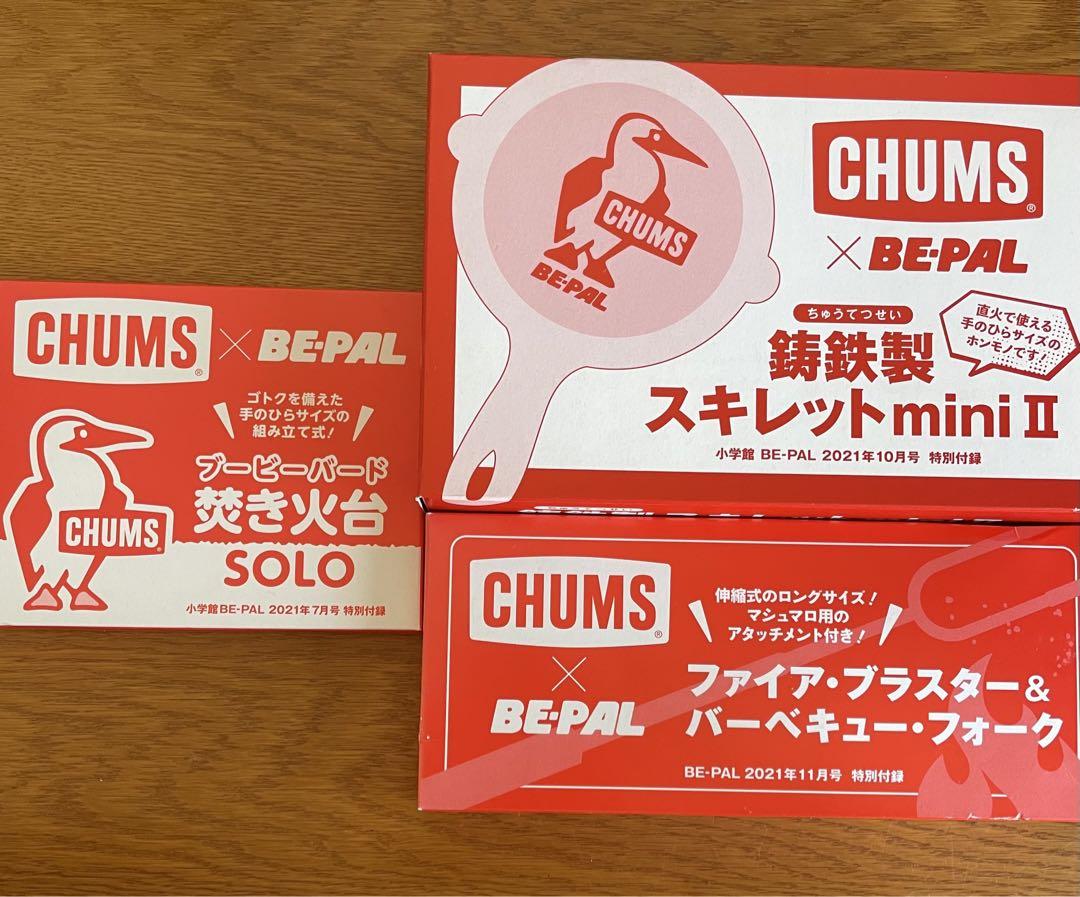 CHUMS®
×BE-PAL
ゴトクを備えた
手のひらサイズの
組み立て式!
ブービーバード
焚き火台
SOLO
CHUMS
小学館BE-PAL 2021年7月号 特別付録
CHUMS
BE-PAL
CHUMS®
×BE-PAL
ちゅうてつせい
鋳鉄製
スキレットmini II
直火で使える
手のひらサイズの
ホンモノです!
小学館 BE-PAL 2021年10月号 特別付録
CHUMS®
×
BE-PAL
伸縮式のロングサイズ!
マシュマロ用の
アタッチメント付き!
ファイア・ブラスター&
バーベキュー・フォーク
BE-PAL 2021年11月号 特別付録